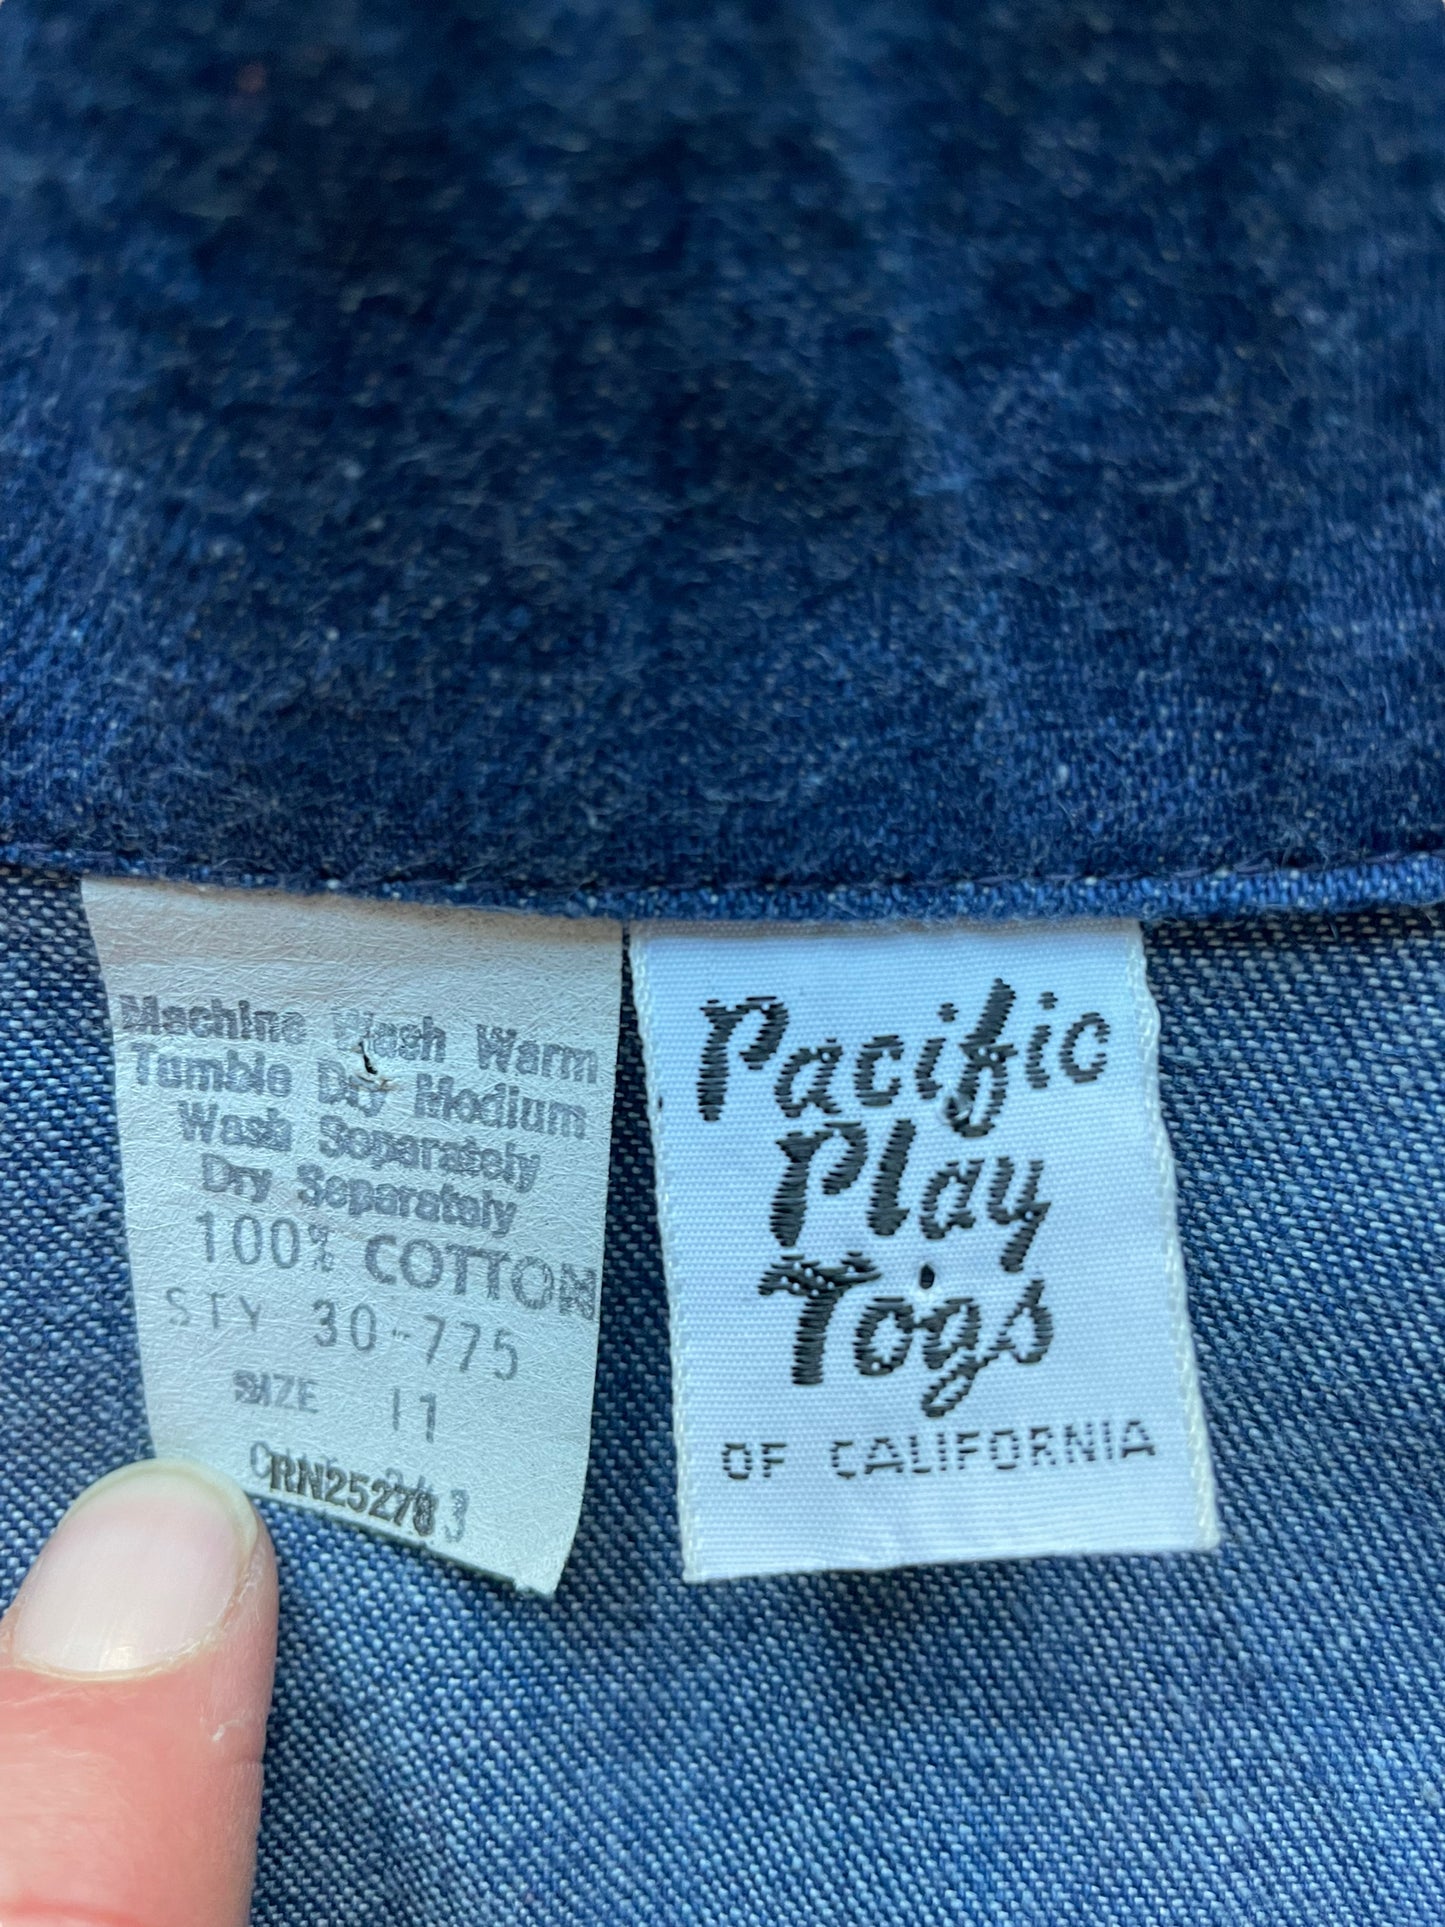 Machine Wash Warm
Tumble Dry Medium
Wash Separately
Dry Separately
100% COTTON
STY 30-775
SIZE 11
RN25278
Pacific
Play
Togs
OF CALIFORNIA